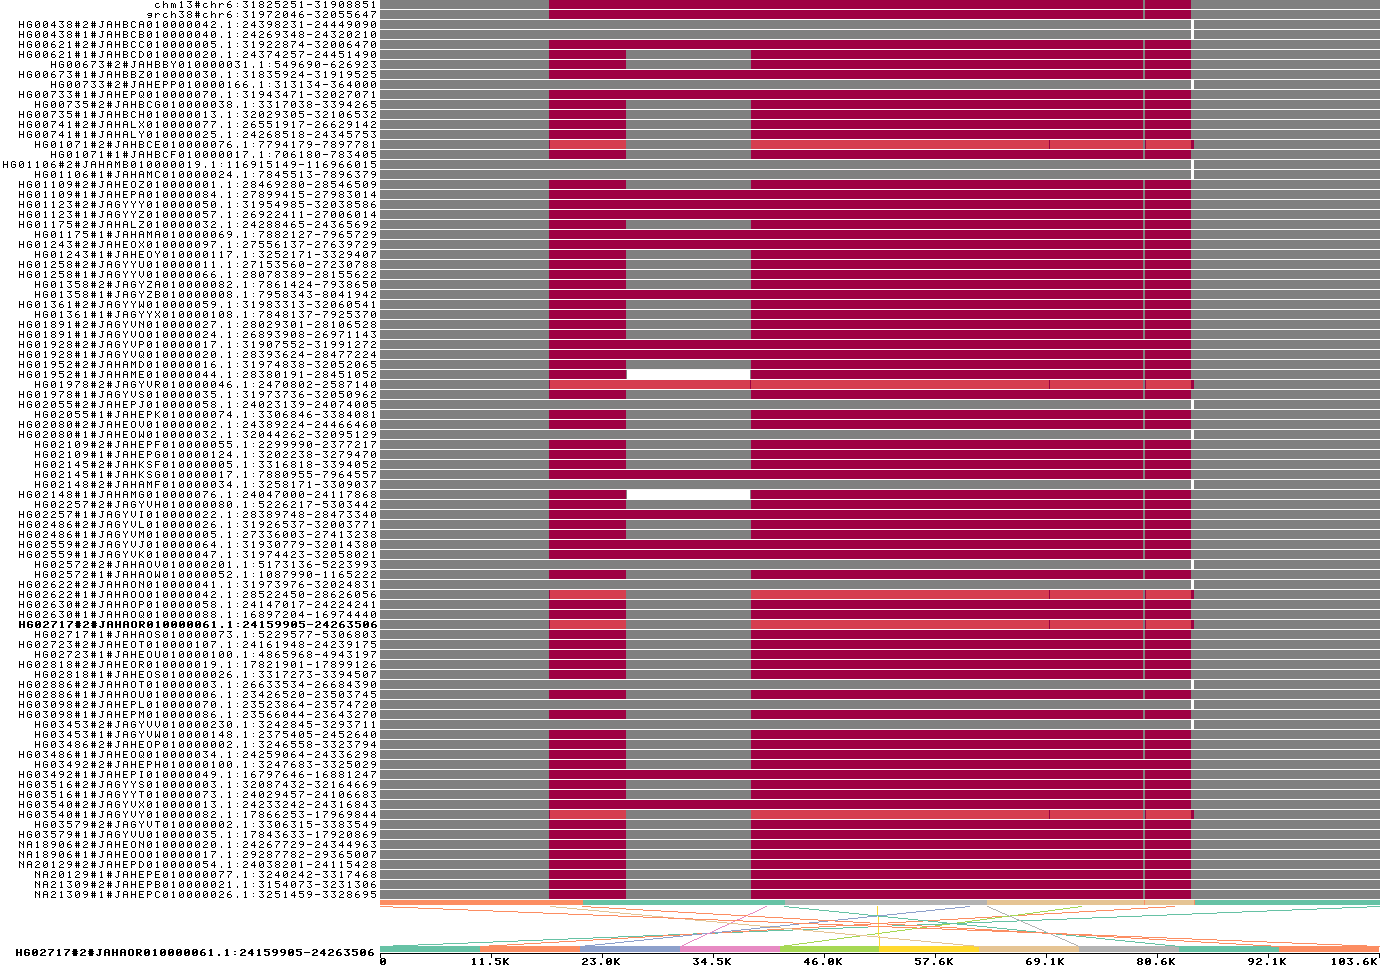 chm13#chr6:31825251-31908851
grch38#chr6:31972046-32055647
HG00438#2#JAHBCA010000042.1:24398231-24449090
HG00438#1#JAHBCB010000040.1:24269348-24320210
HG00621#2#JAHBCC010000005.1:31922874-32006470
HG00621#1#JAHBCD010000020.1:24374257-24451490
HG00673#2#JAHBBY010000031.1:549690-626923
HG00673#1#JAHBBZ010000030.1:31835924-31919525
HG00733#2#JAHEPP010000166.1:313134-364000
HG00733#1#JAHEPQ010000070.1:31943471-32027071
HG00735#2#JAHBCG010000038.1:3317038-3394265
HG00735#1#JAHBCH010000013.1:32029305-32106532
HG00741#2#JAHALX010000077.1:26551917-26629142
HG00741#1#JAHALY010000025.1:24268518-24345753
HG01071#2#JAHBCE010000076.1:7794179-7897781
HG01071#1#JAHBCF010000017.1:706180-783405
HG01106#2#JAHAMB010000019.1:116915149-116966015
HG01106#1#JAHAMC010000024.1:7845513-7896379
HG01109#2#JAHEOZ010000001.1:28469280-28546509
HG01109#1#JAHEPA010000084.1:27899415-27983014
HG01123#2#JAGYYY010000050.1:31954985-32038586
HG01123#1#JAGYYZ010000057.1:26922411-27006014
HG01175#2#JAHALZ010000032.1:24288465-24365692
HG01175#1#JAHAMA010000069.1:7882127-7965729
HG01243#2#JAHEOX010000097.1:27556137-27639729
HG01243#1#JAHEOY010000117.1:3252171-3329407
HG01258#2#JAGYYU010000011.1:27153560-27230788
HG01258#1#JAGYYV010000066.1:28078389-28155622
HG01358#2#JAGYZA010000082.1:7861424-7938650
HG01358#1#JAGYZB010000008.1:7958343-8041942
HG01361#2#JAGYYW010000059.1:31983313-32060541
HG01361#1#JAGYYX010000108.1:7848137-7925370
HG01891#2#JAGYVN010000027.1:28029301-28106528
HG01891#1#JAGYVO010000024.1:26893908-26971143
HG01928#2#JAGYVP010000017.1:31907552-31991272
HG01928#1#JAGYVQ010000020.1:28393624-28477224
HG01952#2#JAHAMD010000016.1:31974838-32052065
HG01952#1#JAHAME010000044.1:28380191-28451052
HG01978#2#JAGYVR010000046.1:2470802-2587140
HG01978#1#JAGYVS010000035.1:31973736-32050962
HG02055#2#JAHEPJ010000058.1:24023139-24074005
HG02055#1#JAHEPK010000074.1:3306846-3384081
HG02080#2#JAHEOV010000002.1:24389224-24466460
HG02080#1#JAHEOW010000032.1:32044262-32095129
HG02109#2#JAHEPF010000055.1:2299990-2377217
HG02109#1#JAHEPG010000124.1:3202238-3279470
HG02145#2#JAHKSF010000005.1:3316818-3394052
HG02145#1#JAHKSG010000017.1:7880955-7964557
HG02148#2#JAHAMF010000034.1:3258171-3309037
HG02148#1#JAHAMG010000076.1:24047000-24117868
HG02257#2#JAGYVH010000080.1:5226217-5303442
HG02257#1#JAGYVI010000022.1:28389748-28473340
HG02486#2#JAGYVL010000026.1:31926537-32003771
HG02486#1#JAGYVM010000005.1:27336003-27413238
HG02559#2#JAGYVJ010000064.1:31930779-32014380
HG02559#1#JAGYVK010000047.1:31974423-32058021
HG02572#2#JAHAOV010000201.1:5173136-5223993
HG02572#1#JAHAOW010000052.1:1087990-1165222
HG02622#2#JAHAON010000041.1:31973976-32024831
HG02622#1#JAHAOO010000042.1:28522450-28626056
HG02630#2#JAHAOP010000058.1:24147017-24224241
HG02630#1#JAHAOQ010000088.1:16897204-16974440
HG02717#2#JAHAOR010000061.1:24159905-24263506
HG02717#1#JAHAOS010000073.1:5229577-5306803
HG02723#2#JAHEOT010000107.1:24161948-24239175
HG02723#1#JAHEOU010000100.1:4865968-4943197
HG02818#2#JAHEOR010000019.1:17821901-17899126
HG02818#1#JAHEOS010000026.1:3317273-3394507
HG02886#2#JAHAOT010000003.1:26633534-26684390
HG02886#1#JAHAOU010000006.1:23426520-23503745
HG03098#2#JAHEPL010000070.1:23523864-23574720
HG03098#1#JAHEPM010000086.1:23566044-23643270
HG03453#2#JAGYVV010000230.1:3242845-3293711
HG03453#1#JAGYVW010000148.1:2375405-2452640
HG03486#2#JAHEOP010000002.1:3246558-3323794
HG03486#1#JAHEOQ010000034.1:24259064-24336298
HG03492#2#JAHEPH010000100.1:3247683-3325029
HG03492#1#JAHEPI010000049.1:16797646-16881247
HG03516#2#JAGYYS010000003.1:32087432-32164669
HG03516#1#JAGYYT010000073.1:24029457-24106683
HG03540#2#JAGYVX010000013.1:24233242-24316843
HG03540#1#JAGYVY010000082.1:17866253-17969844
HG03579#2#JAGYVT010000002.1:3306315-3383549
HG03579#1#JAGYVU010000035.1:17843633-17920869
NA18906#2#JAHEON010000020.1:24267729-24344963
NA18906#1#JAHEOO010000017.1:29287782-29365007
NA20129#2#JAHEPD010000054.1:24038201-24115428
NA20129#1#JAHEPE010000077.1:3240242-3317468
NA21309#2#JAHEPB010000021.1:3154073-3231306
NA21309#1#JAHEPC010000026.1:3251459-3328695
HG02717#2#JAHAOR010000061.1:24159905-24263506
0 11.5K 23.0K 34.5K 46.0K 57.6K 69.1K 80.6K 92.1K 103.6K